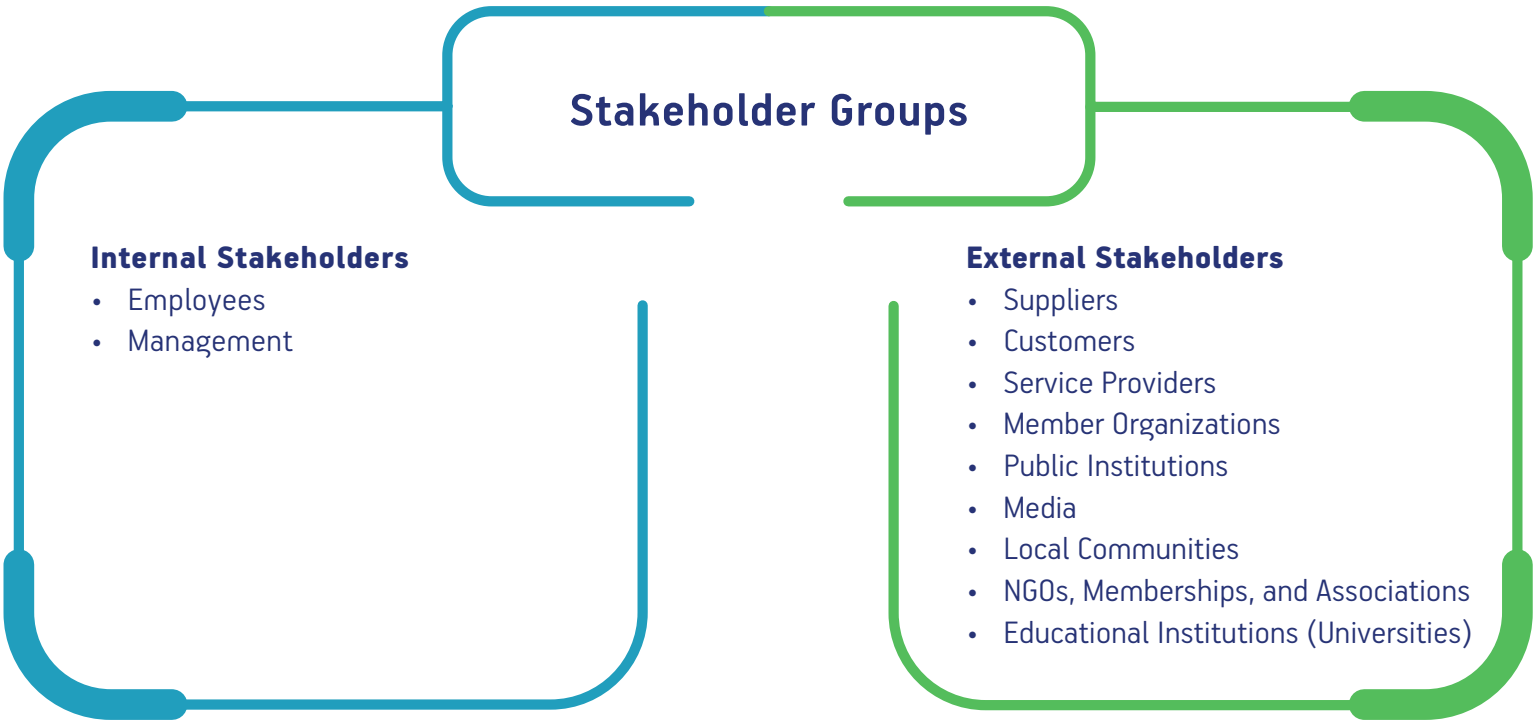 Stakeholder Groups
Internal Stakeholders
• Employees
• Management
External Stakeholders
• Suppliers
• Customers
• Service Providers
• Member Organizations
• Public Institutions
• Media
• Local Communities
• NGOs, Memberships, and Associations
• Educational Institutions (Universities)